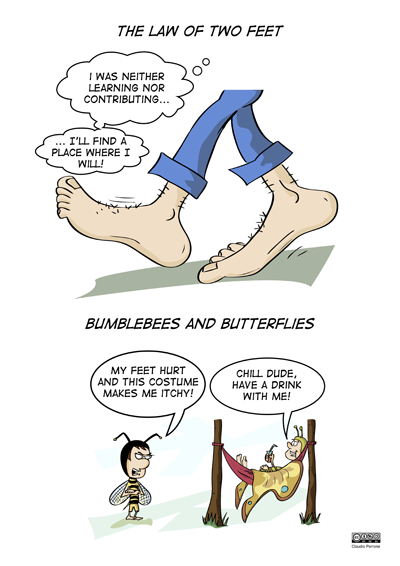 THE LAW OF TWO FEET
I WAS NEITHER
LEARNING NOR
CONTRIBUTING...
... I'LL FIND A
PLACE WHERE I
WILL!
BUMBLEBEES AND BUTTERFLIES
MY FEET HURT
AND THIS COSTUME
MAKES ME ITCHY!
CHILL DUDE,
HAVE A DRINK
WITH ME!
Claudio Perrone